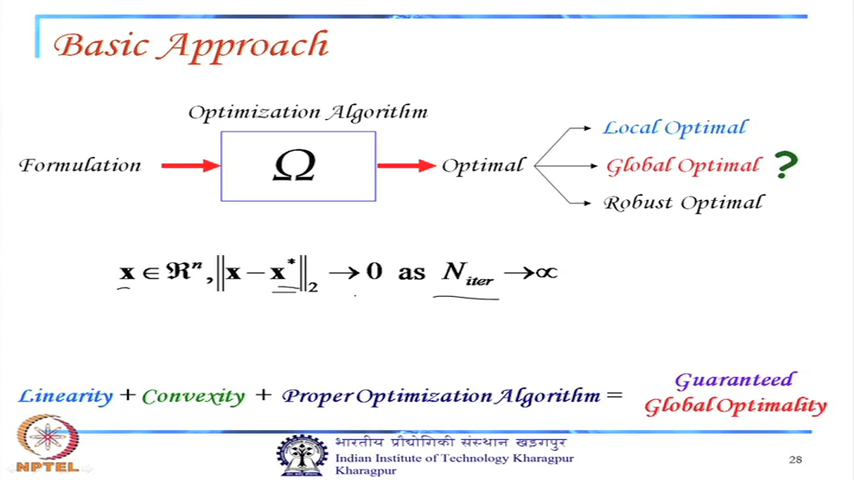 Basic Approach
Optimization Algorithm
Formulation
Ω
Optimal
Local Optimal
Global Optimal ?
Robust Optimal
x ∈ ℜⁿ, ‖x − x*‖₂ → 0 as N_iter → ∝
Linearity + Convexity + Proper Optimization Algorithm = Guaranteed Global Optimality
NPTEL
भारतीय प्रौद्योगिकी संस्थान खड़गपुर
Indian Institute of Technology Kharagpur
Kharagpur
28